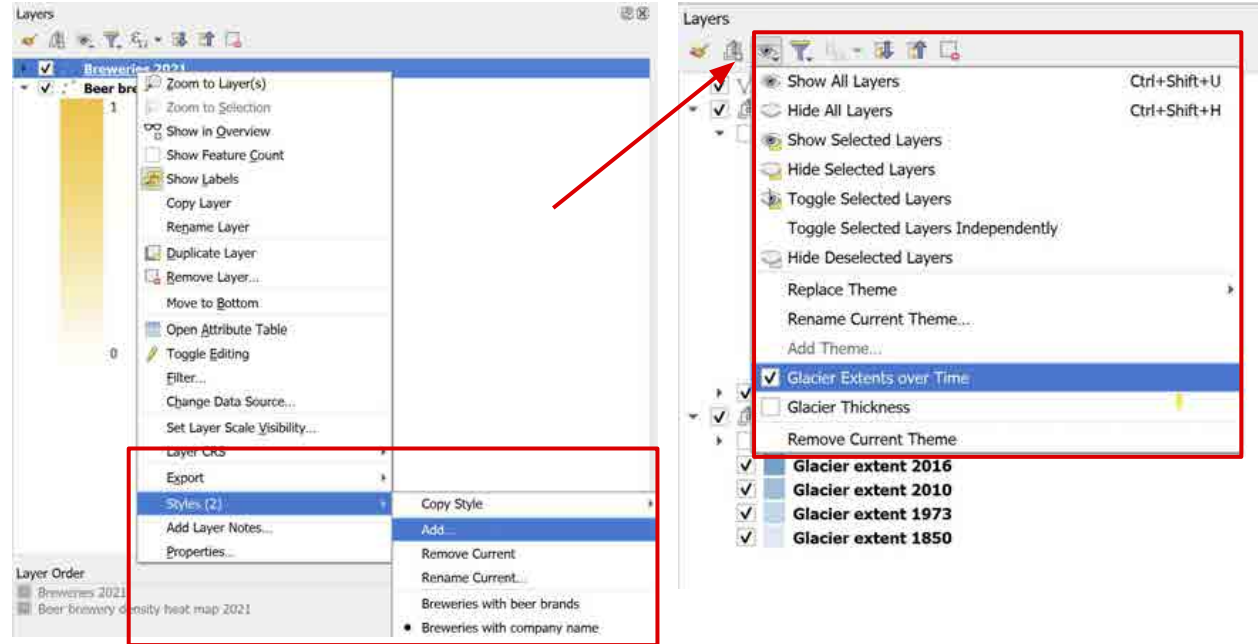 Layers
Breweries 2021
Beer bre
1
0
Zoom to Layer(s)
Zoom to Selection
Show in Overview
Show Feature Count
Show Labels
Copy Layer
Rename Layer
Duplicate Layer
Remove Layer...
Move to Bottom
Open Attribute Table
Toggle Editing
Filter...
Change Data Source...
Set Layer Scale Visibility...
Layer CRS
Export
Styles (2)
Add Layer Notes...
Properties...
Copy Style
Add...
Remove Current
Rename Current...
Breweries with beer brands
Breweries with company name
Layer Order
Breweries 2021
Beer brewery density heat map 2021
Layers
Show All Layers Ctrl+Shift+U
Hide All Layers Ctrl+Shift+H
Show Selected Layers
Hide Selected Layers
Toggle Selected Layers
Toggle Selected Layers Independently
Hide Deselected Layers
Replace Theme
Rename Current Theme...
Add Theme...
Glacier Extents over Time
Glacier Thickness
Remove Current Theme
Glacier extent 2016
Glacier extent 2010
Glacier extent 1973
Glacier extent 1850